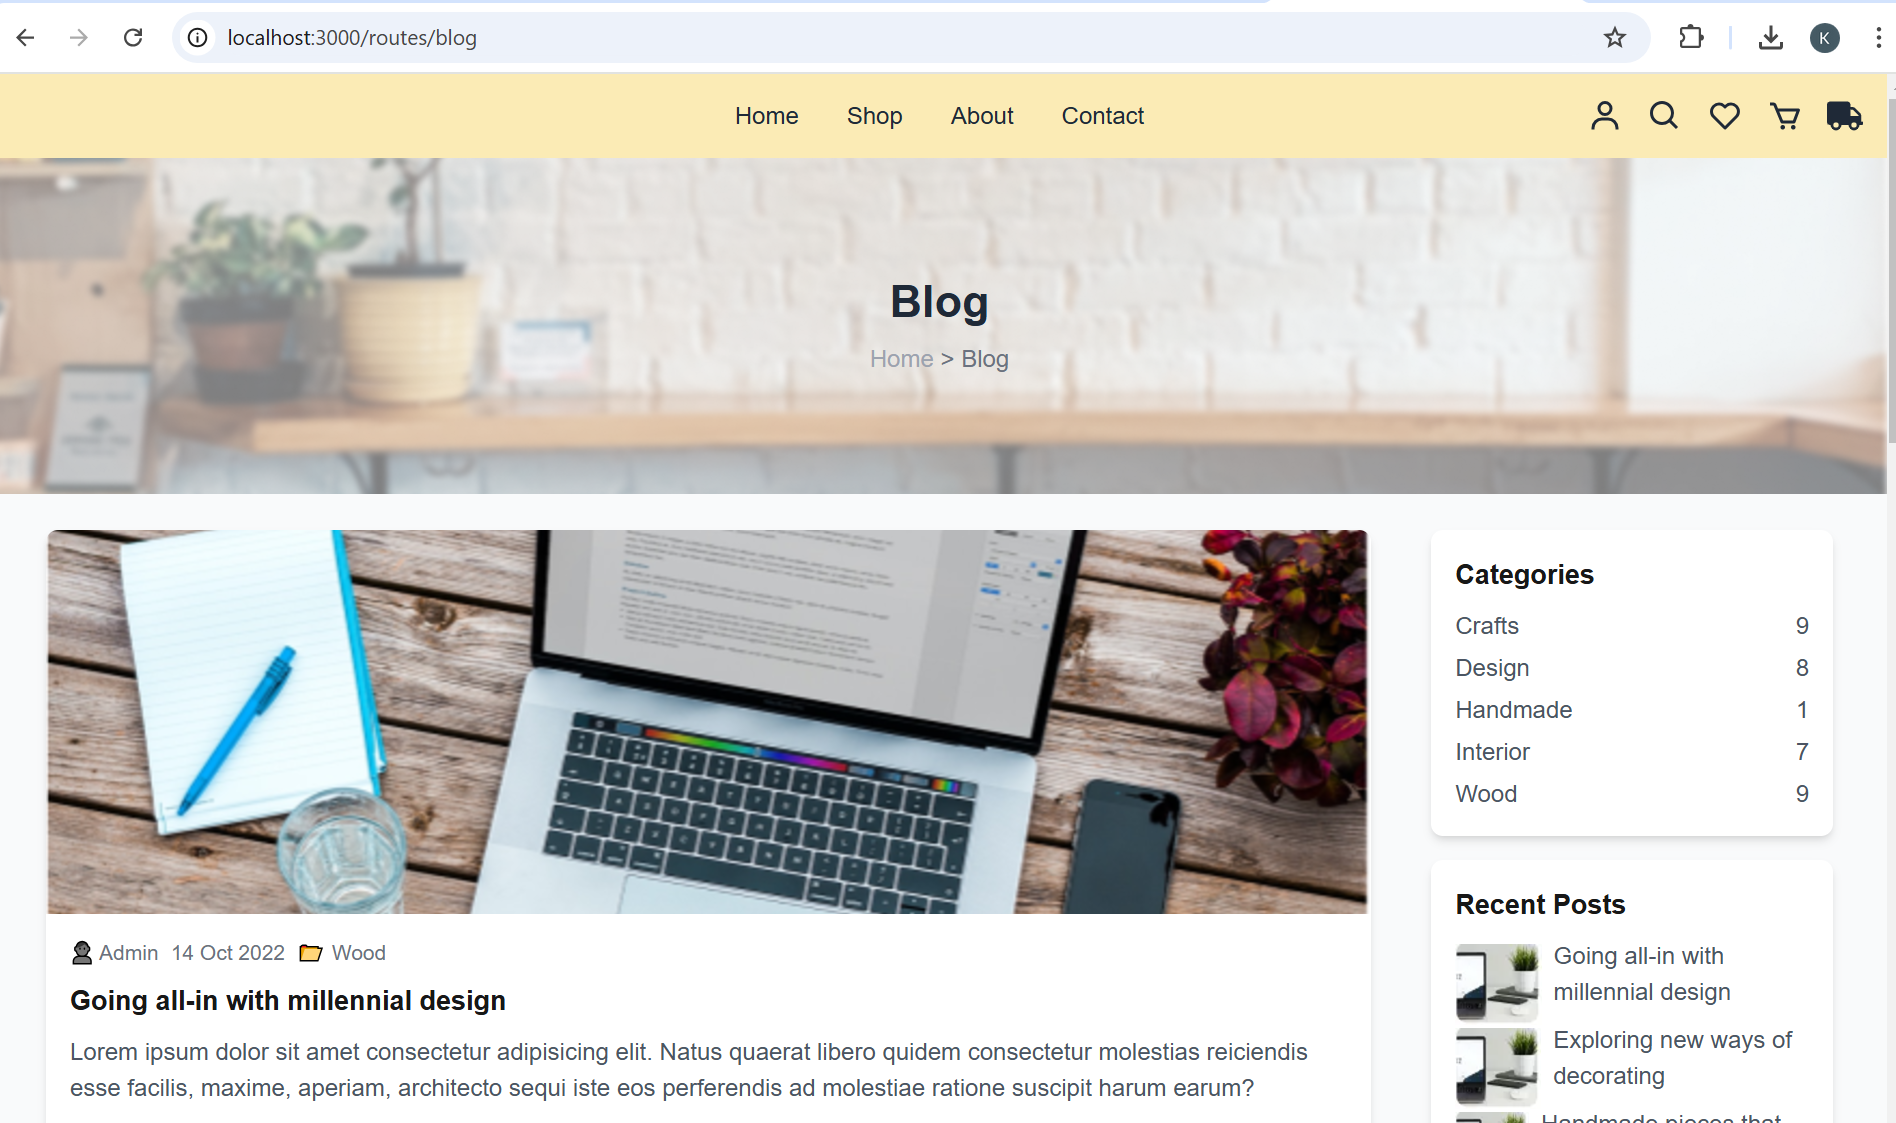 localhost:3000/routes/blog
K
Home Shop About Contact
Blog
Home > Blog
Categories
Crafts 9
Design 8
Handmade 1
Interior 7
Wood 9
Admin 14 Oct 2022 Wood
Going all-in with millennial design
Lorem ipsum dolor sit amet consectetur adipisicing elit. Natus quaerat libero quidem consectetur molestias reiciendis
esse facilis, maxime, aperiam, architecto sequi iste eos perferendis ad molestiae ratione suscipit harum earum?
Recent Posts
Going all-in with
millennial design
Exploring new ways of
decorating
Handmade pieces that